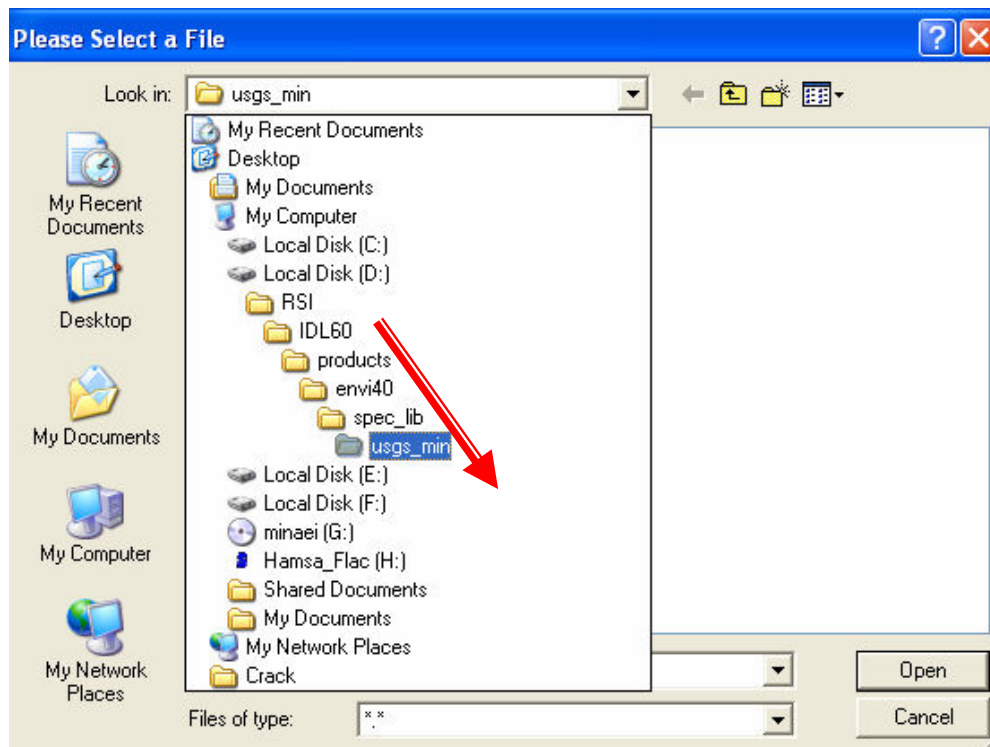 Please Select a File
Look in:
usgs_min
My Recent Documents
Desktop
My Documents
My Computer
Local Disk (C:)
Local Disk (D:)
RSI
IDL60
products
envi40
spec_lib
usgs_min
Local Disk (E:)
Local Disk (F:)
minaei (G:)
Hamsa_Flac (H:)
Shared Documents
My Documents
My Network Places
Crack
My Recent
Documents
Desktop
My Documents
My Computer
My Network
Places
Open
Files of type:
*.*
Cancel